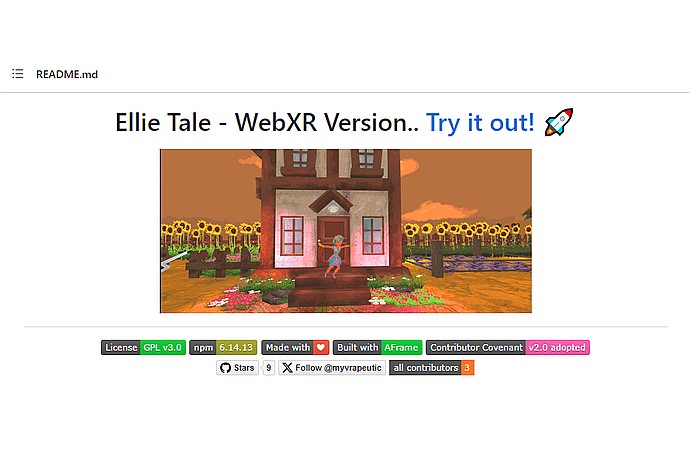 README.md
Ellie Tale - WebXR Version.. Try it out! 🚀
License GPL v3.0 npm 6.14.13 Made with ❤ Built with AFrame Contributor Covenant v2.0 adopted
Stars 9 Follow @myvrapeutic all contributors 3